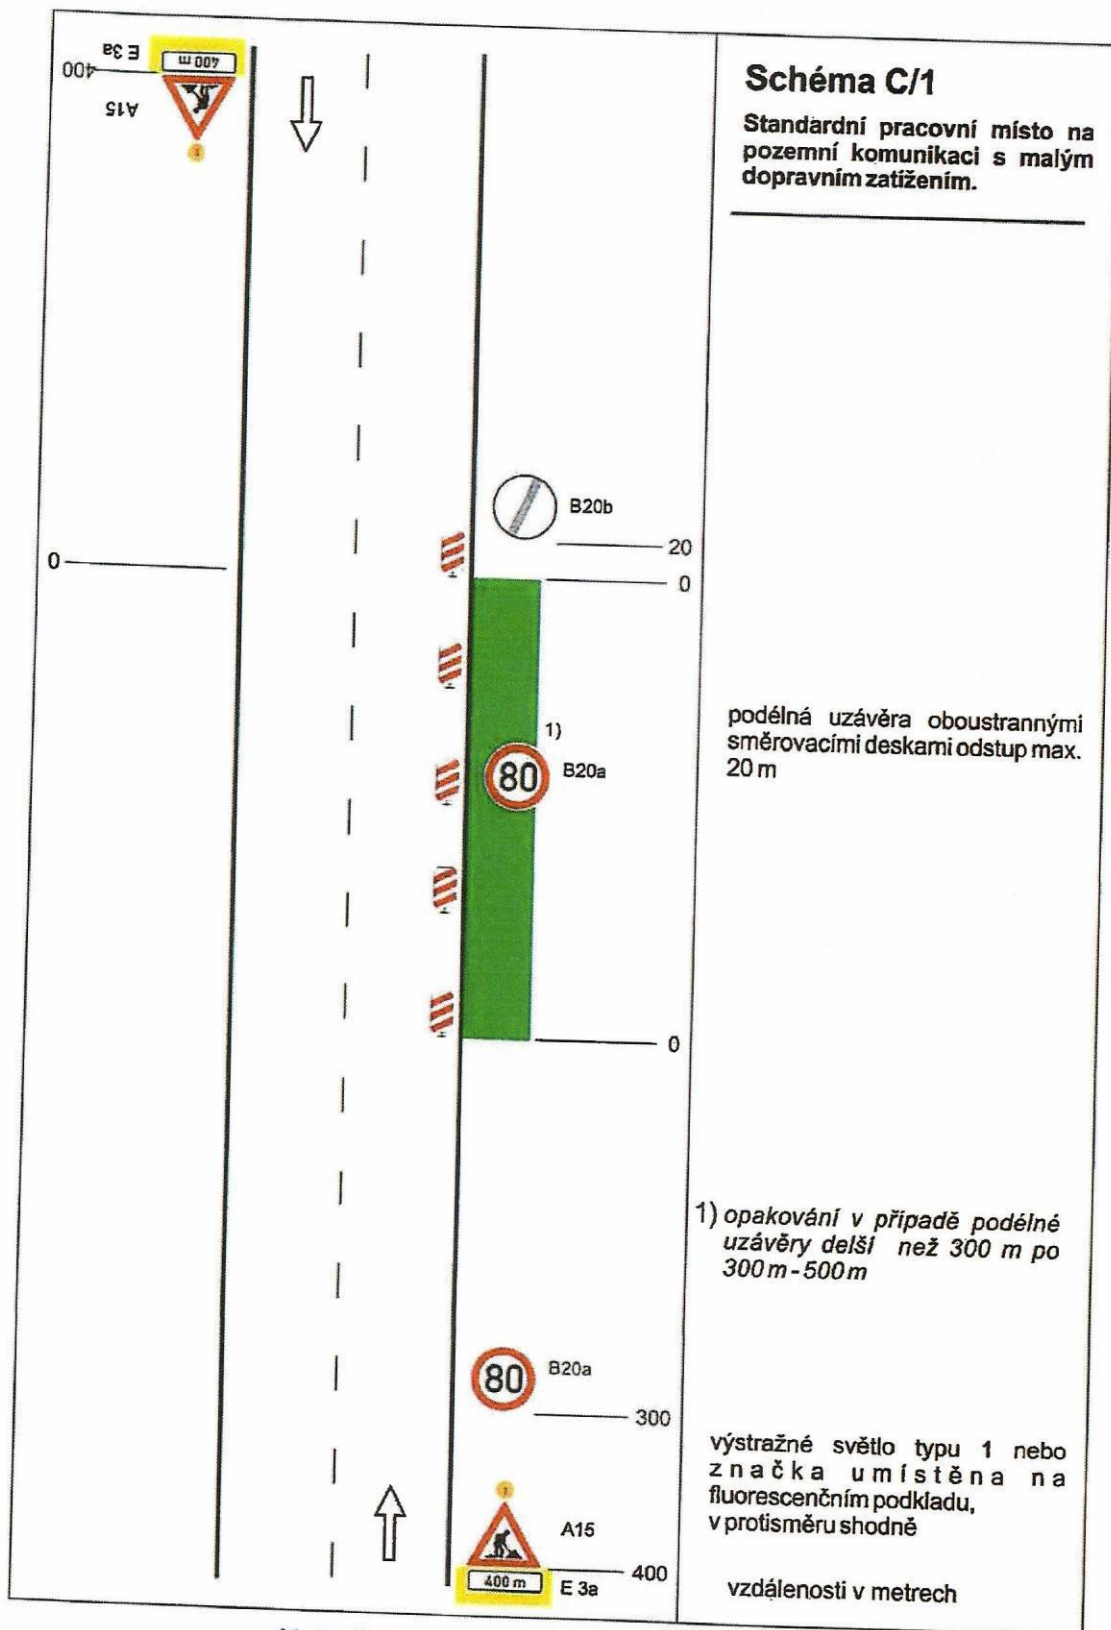 E 3a
400 m
400
A15
Schéma C/1
Standardní pracovní místo na
pozemní komunikaci s malým
dopravním zatížením.
B20b
20
0
0
podélná uzávěra oboustrannými
směrovacími deskami odstup max.
20 m
1)
80
B20a
0
1) opakování v případě podélné
uzávěry delší než 300 m po
300 m - 500 m
80
B20a
300
výstražné světlo typu 1 nebo
značka umístěna na
fluorescenčním podkladu,
v protisměru shodně
A15
400
400 m
E 3a
vzdálenosti v metrech